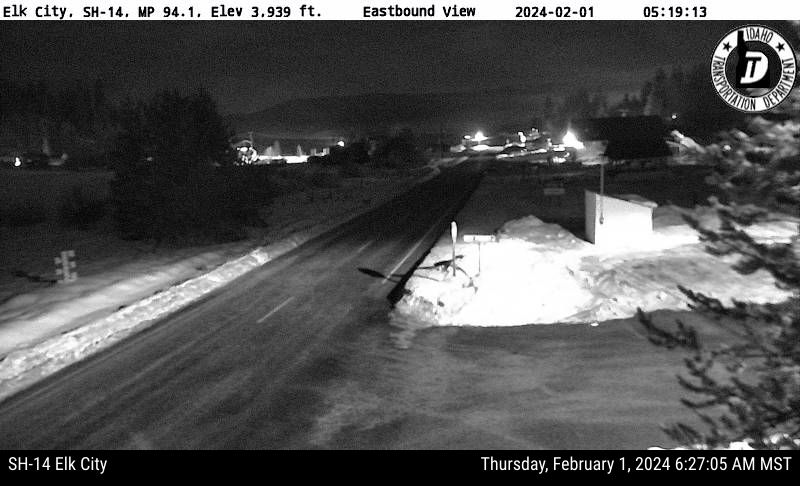 Elk City, SH-14, MP 94.1, Elev 3,939 ft. Eastbound View 2024-02-01 05:19:13
IDAHO
TRANSPORTATION DEPARTMENT
SH-14 Elk City Thursday, February 1, 2024 6:27:05 AM MST